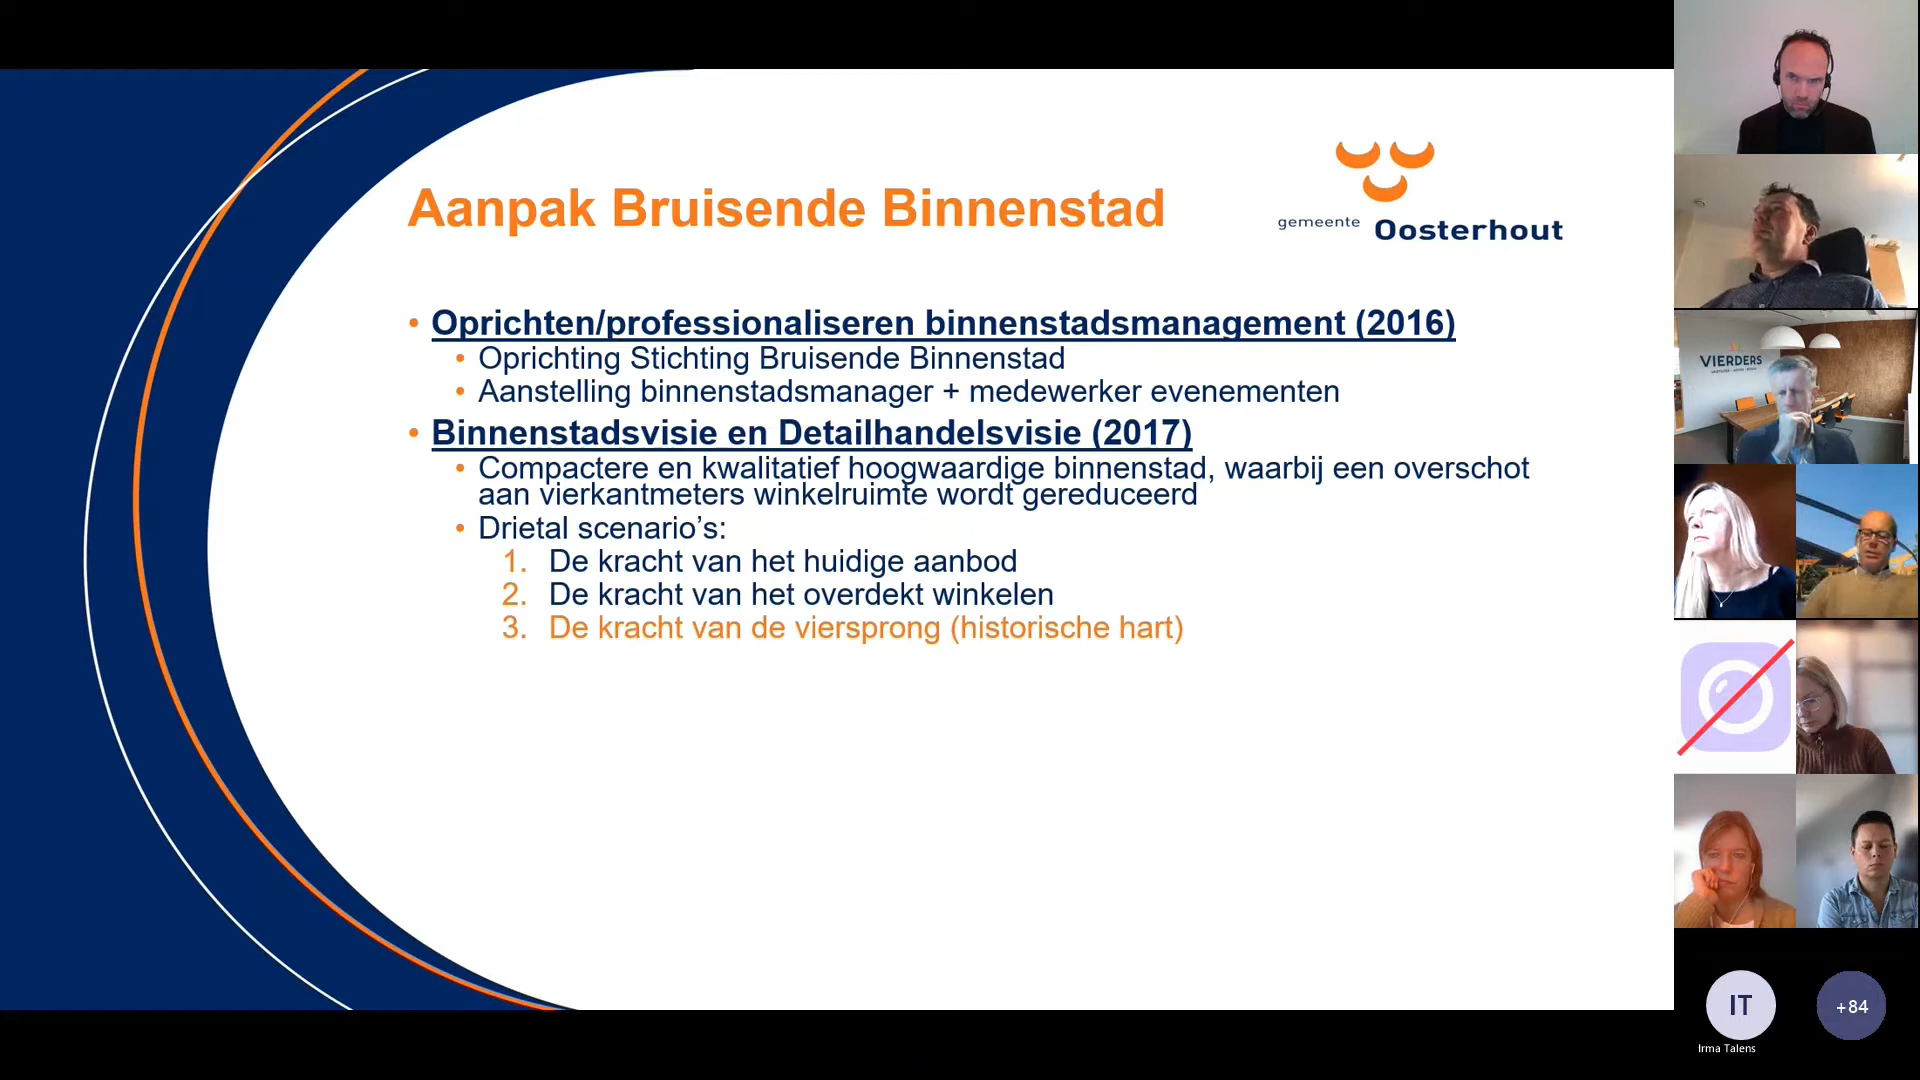 Aanpak Bruisende Binnenstad
gemeente Oosterhout
• Oprichten/professionaliseren binnenstadsmanagement (2016)
• Oprichting Stichting Bruisende Binnenstad
• Aanstelling binnenstadsmanager + medewerker evenementen
• Binnenstadsvisie en Detailhandelsvisie (2017)
• Compactere en kwalitatief hoogwaardige binnenstad, waarbij een overschot
aan vierkantmeters winkelruimte wordt gereduceerd
• Drietal scenario’s:
1. De kracht van het huidige aanbod
2. De kracht van het overdekt winkelen
3. De kracht van de viersprong (historische hart)
VIERDERS
IT
+84
Irma Talens